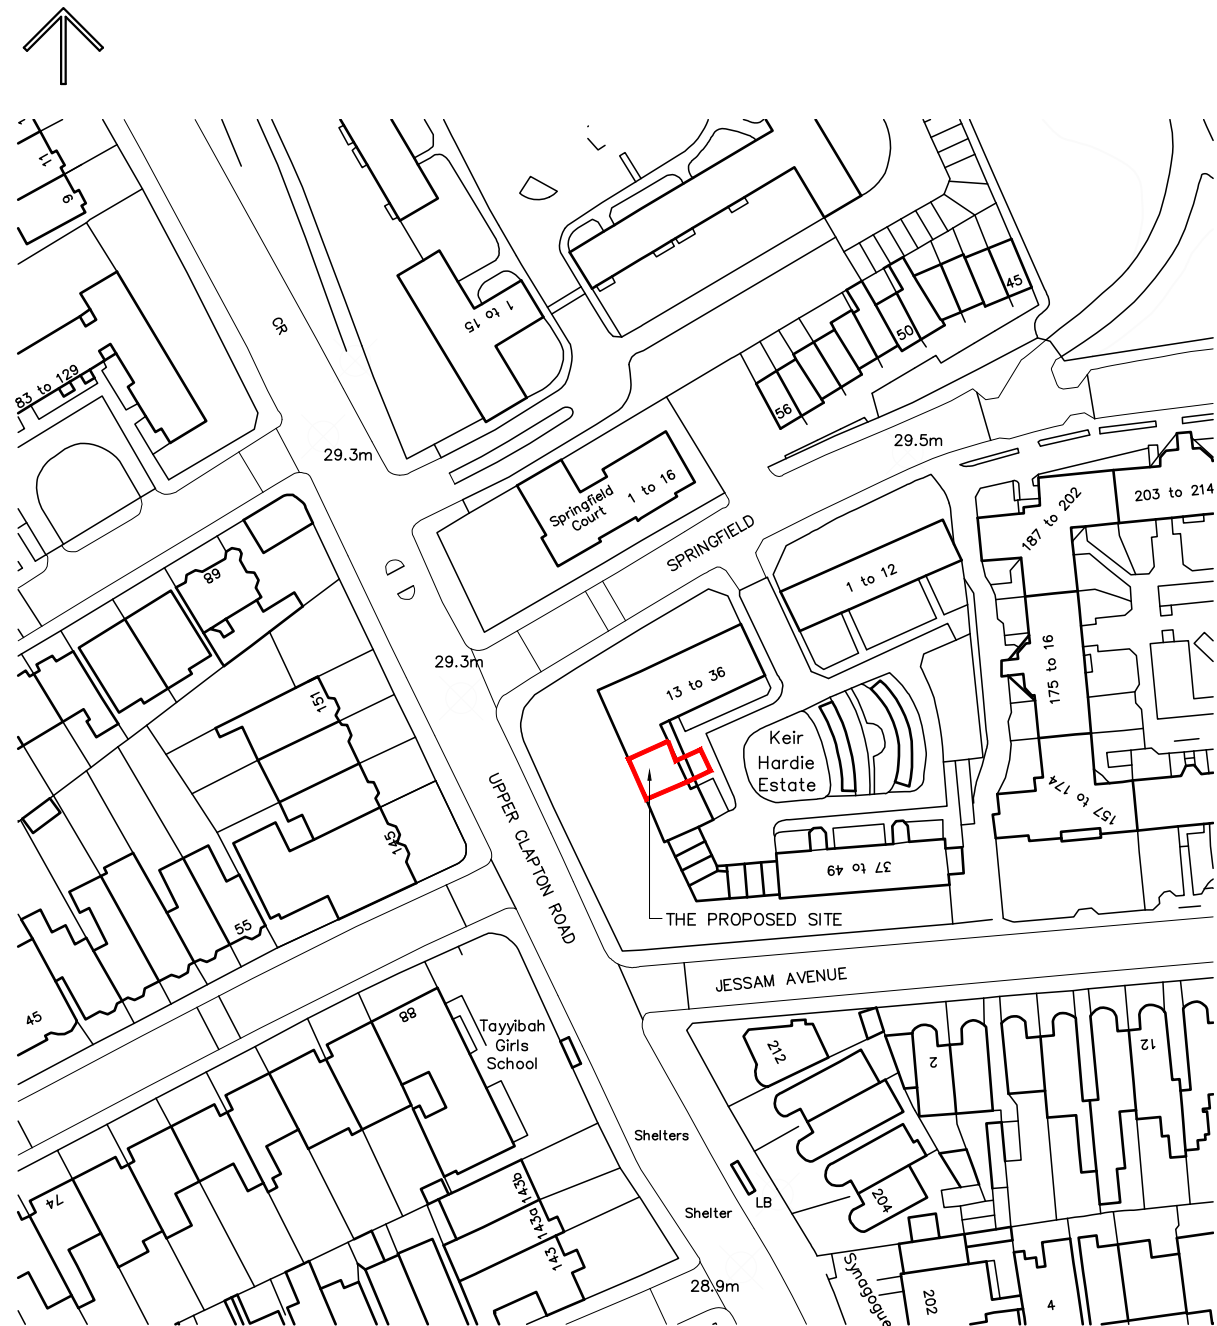 11
9
CR
1 to 15
45
50
56
83 to 129
29.3m
29.5m
Springfield
Court
1 to 16
SPRINGFIELD
203 to 214
187 to 202
1 to 12
89
29.3m
13 to 36
175 to 16
151
Keir
Hardie
Estate
UPPER CLAPTON ROAD
157 to 174
145
37 to 49
THE PROPOSED SITE
55
JESSAM AVENUE
45
88
Tayyibah
Girls
School
212
2
12
Shelters
74
143b
143a
143
204
LB
Shelter
28.9m
Synagogue
202
4